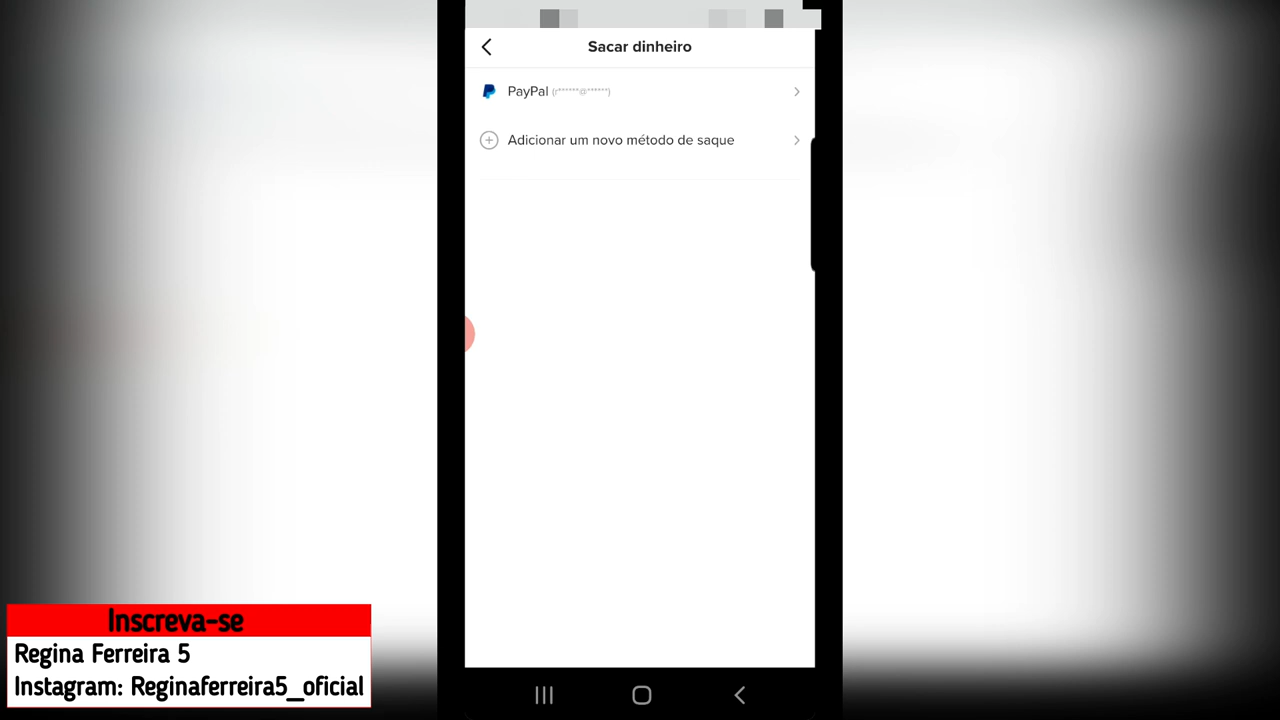 Sacar dinheiro
PayPal (r******@******)
Adicionar um novo método de saque
Inscreva-se
Regina Ferreira 5
Instagram: Reginaferreira5_oficial